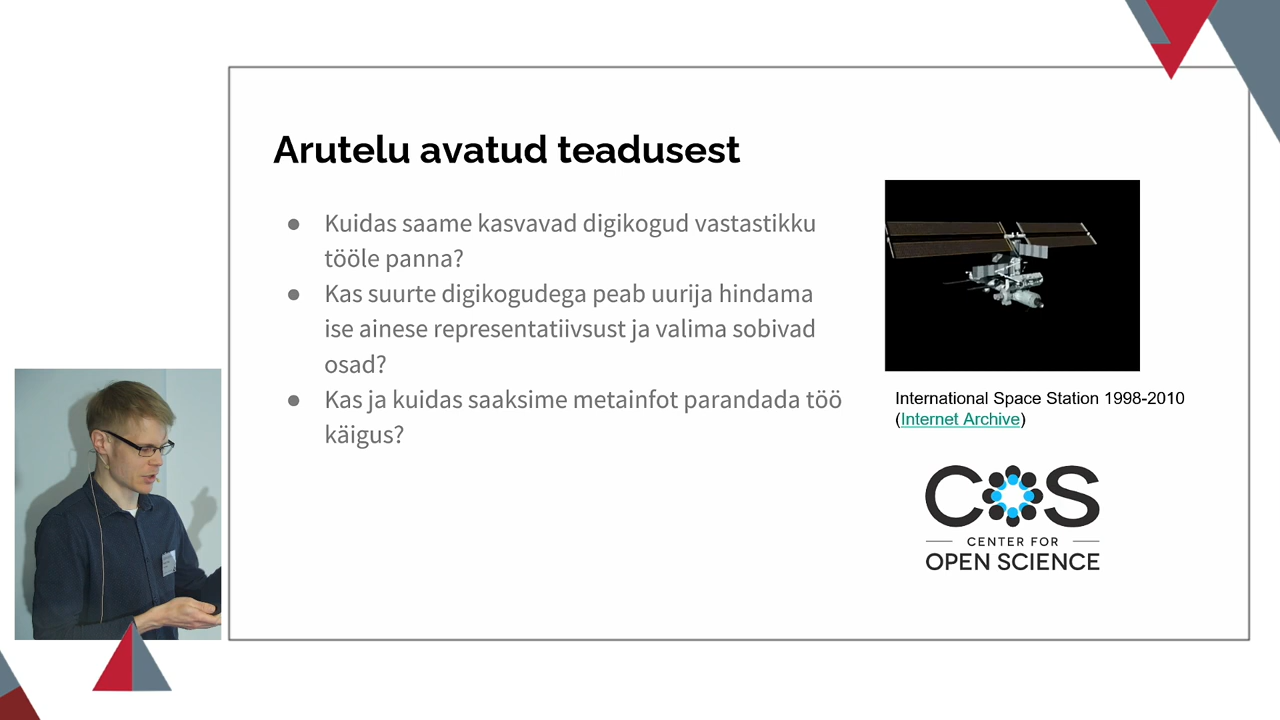 Arutelu avatud teadusest
● Kuidas saame kasvavad digikogud vastastikku
tööle panna?
● Kas suurte digikogudega peab uurija hindama
ise ainese representatiivsust ja valima sobivad
osad?
● Kas ja kuidas saaksime metainfot parandada töö
käigus?
International Space Station 1998-2010
(Internet Archive)
COS
CENTER FOR
OPEN SCIENCE